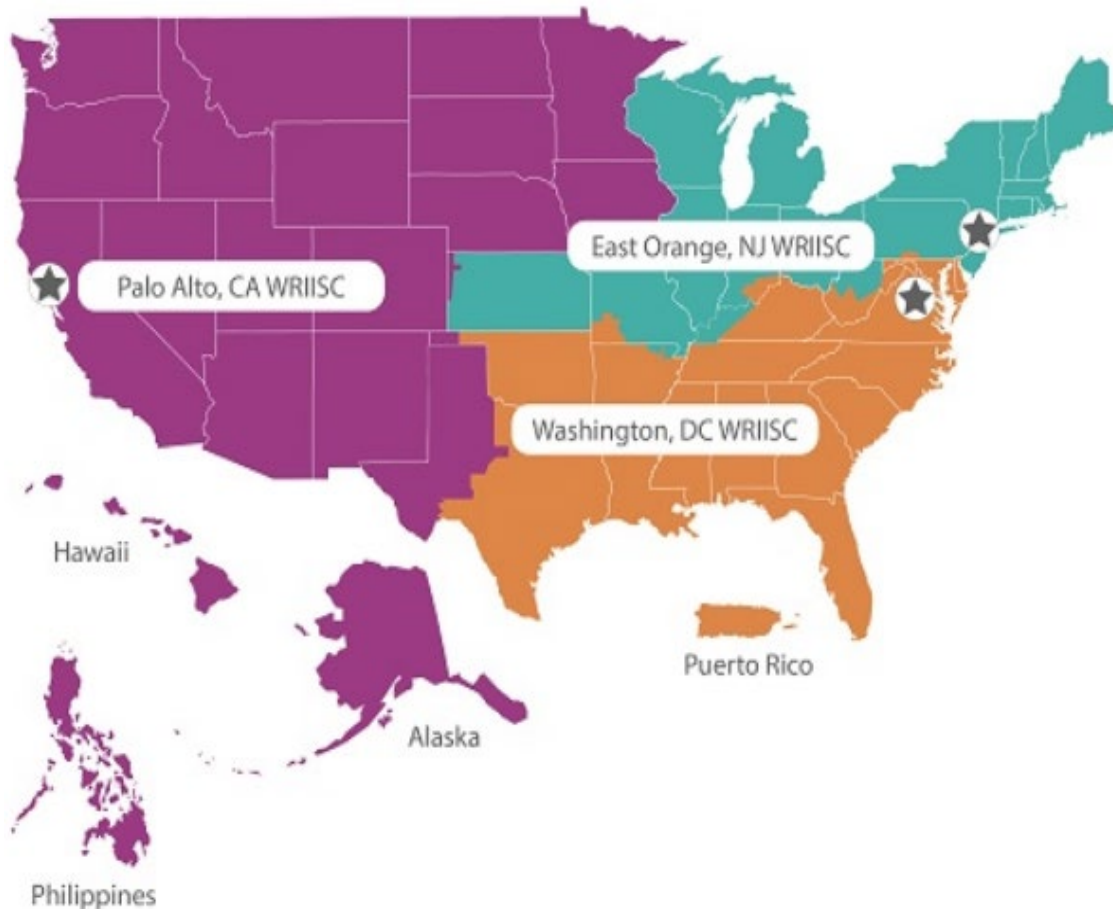 East Orange, NJ WRIISC
Palo Alto, CA WRIISC
Washington, DC WRIISC
Hawaii
Puerto Rico
Alaska
Philippines